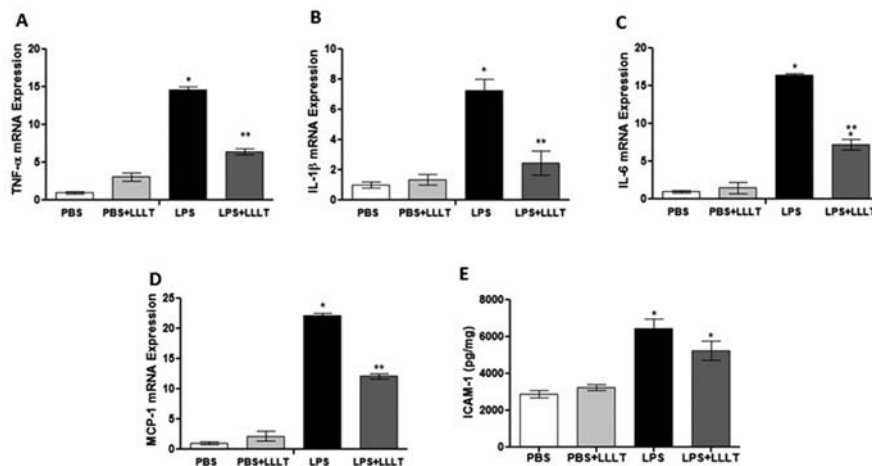 A
TNF-α mRNA Expression
20
15
10
5
0
*
**
PBS
PBS+LLLT
LPS
LPS+LLLT
B
IL-1β mRNA Expression
10
8
6
4
2
0
*
**
PBS
PBS+LLLT
LPS
LPS+LLLT
C
IL-6 mRNA Expression
20
15
10
5
0
*
**
*
PBS
PBS+LLLT
LPS
LPS+LLLT
D
MCP-1 mRNA Expression
25
20
15
10
5
0
*
**
PBS
PBS+LLLT
LPS
LPS+LLLT
E
ICAM-1 (pg/mg)
8000
6000
4000
2000
0
*
*
PBS
PBS+LLLT
LPS
LPS+LLLT